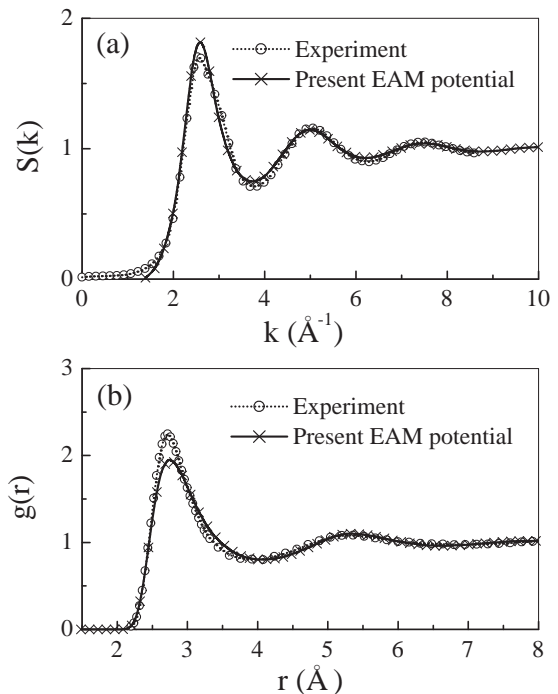 2
(a)
Experiment
Present EAM potential
S(k)
1
0
0 2 4 6 8 10
k (Å⁻¹)
3
(b)
Experiment
Present EAM potential
2
g(r)
1
0
2 3 4 5 6 7 8
r (Å)